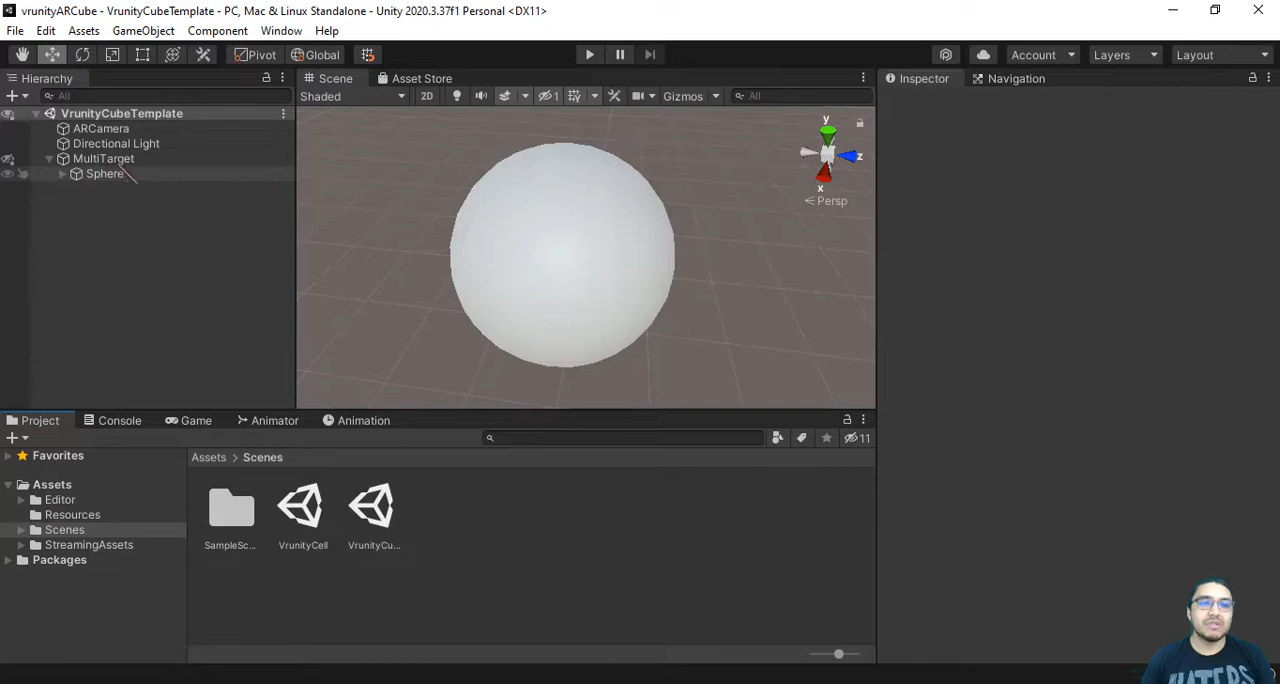 vrunityARCube - VrunityCubeTemplate - PC, Mac & Linux Standalone - Unity 2020.3.37f1 Personal <DX11>
File Edit Assets GameObject Component Window Help
Pivot Global Account Layers Layout
Hierarchy Scene Asset Store Inspector Navigation
All Shaded 2D 1 Gizmos All
VrunityCubeTemplate
ARCamera
Directional Light
MultiTarget
Sphere
y
z
x
< Persp
Project Console Game Animator Animation
11
Favorites
Assets > Scenes
Assets
Editor
Resources
Scenes
StreamingAssets
Packages
SampleSc... VrunityCell VrunityCu...
HATERS